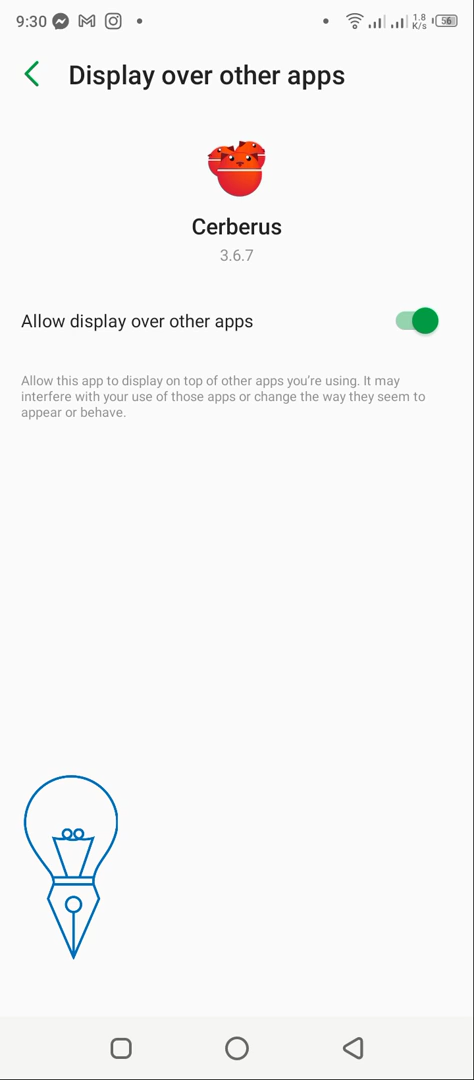 9:30
1.8
K/s
56
Display over other apps
Cerberus
3.6.7
Allow display over other apps
Allow this app to display on top of other apps you're using. It may
interfere with your use of those apps or change the way they seem to
appear or behave.